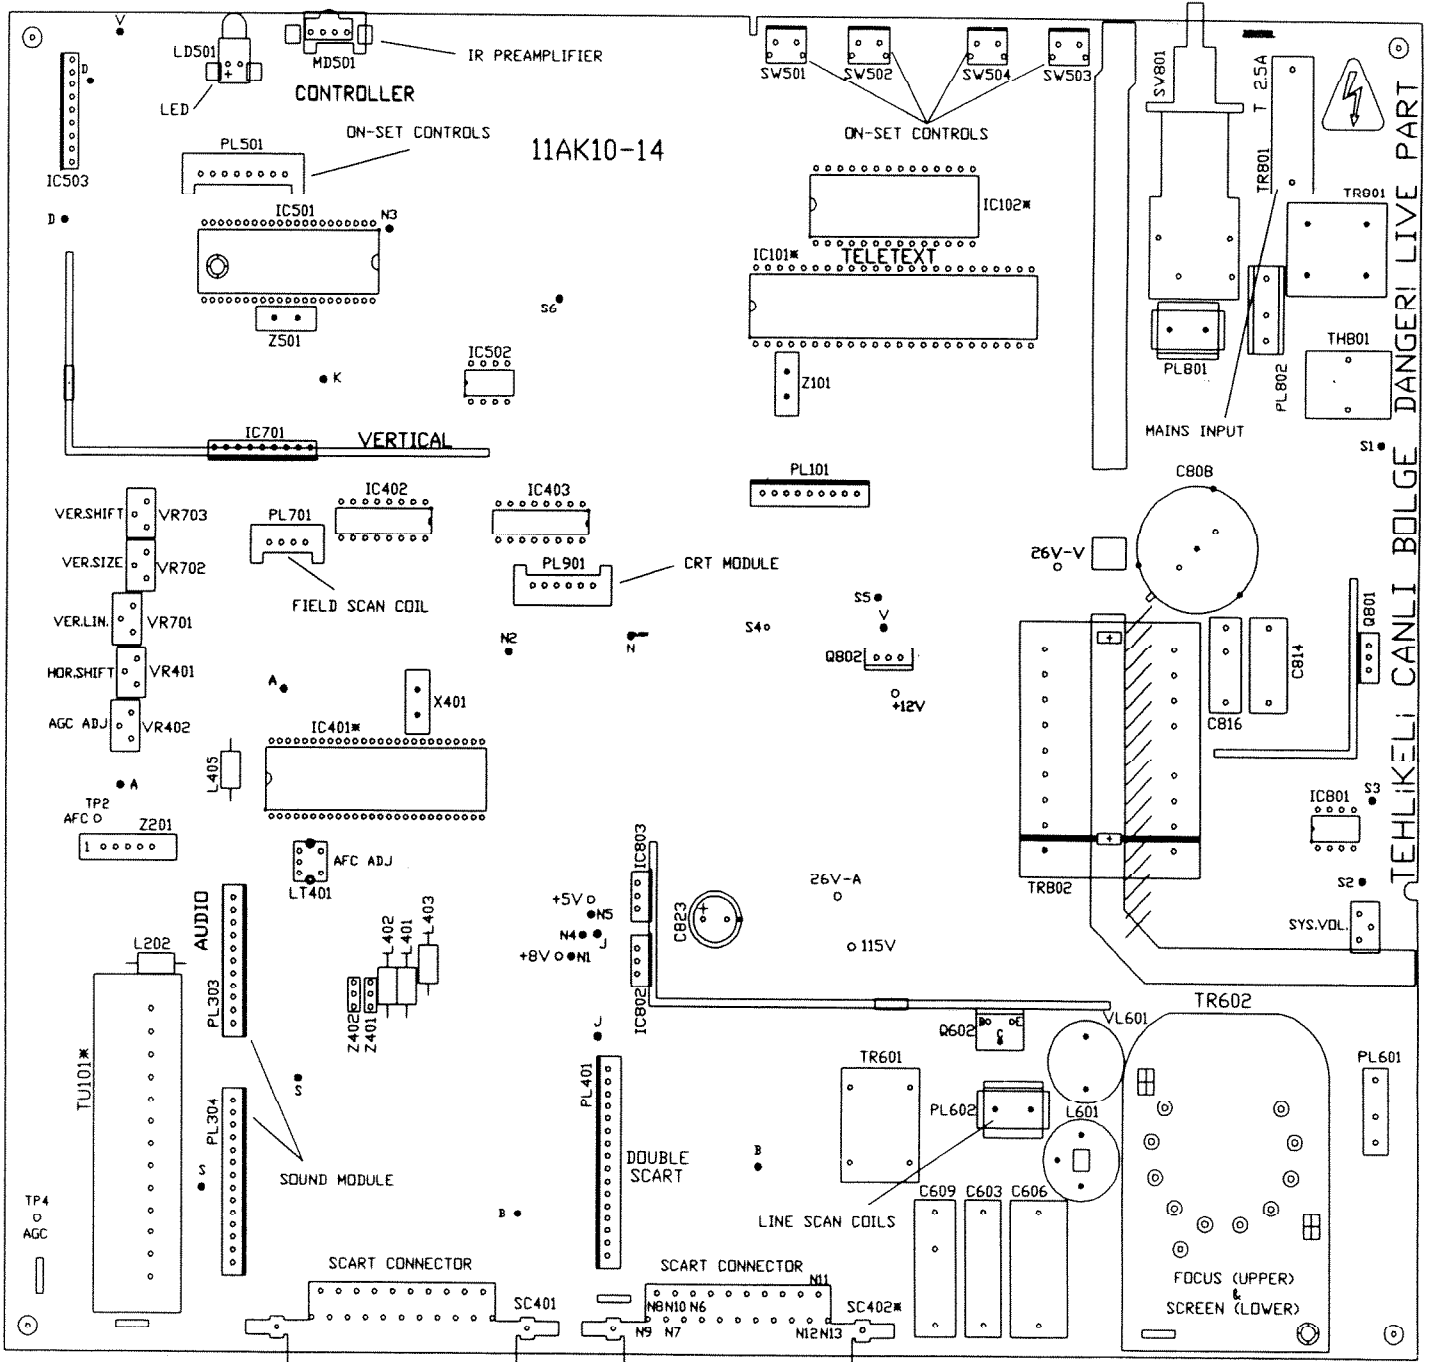 V
LD501
MD501
IR PREAMPLIFIER
D
LED
CONTROLLER
SW501
SW502
SW504
SW503
SW801
T 2.5A
ON-SET CONTROLS
ON-SET CONTROLS
11AK10-14
PL501
IC503
TR801
TR801
DANGER! LIVE PART
D
IC501
N3
IC102*
IC101*
TELETEXT
Z501
S6
IC502
K
Z101
PL801
PL802
TH801
MAINS INPUT
S1
IC701
VERTICAL
PL101
C808
VER.SHIFT
VR703
IC402
IC403
PL701
VER.SIZE
VR702
PL901
CRT MODULE
26V-V
FIELD SCAN COIL
VER.LIN.
VR701
S5
V
S4
N2
N
Q802
Q801
HOR.SHIFT
VR401
A
X401
+12V
C814
C816
AGC ADJ
VR402
IC401*
L405
A
TP2
AFC
Z201
1
IC801
S3
TEHLiKELi CANLI BOLGE
AFC ADJ
LT401
IC803
26V-A
TR802
S2
AUDIO
+5V
N5
N4
J
+8V
N1
C823
+
115V
SYS.VOL.
L202
L402
L401
L403
PL303
Z402
Z401
IC802
TR602
TU101*
J
Q602
B
E
C
VL601
TR601
PL601
S
PL401
PL602
L601
PL304
DOUBLE
SCART
B
S
SOUND MODULE
C609
C603
C606
TP4
AGC
B
LINE SCAN COILS
SCART CONNECTOR
SCART CONNECTOR
N11
FOCUS (UPPER)
&
SCREEN (LOWER)
SC401
N8
N10
N6
SC402*
N9
N7
N12
N13